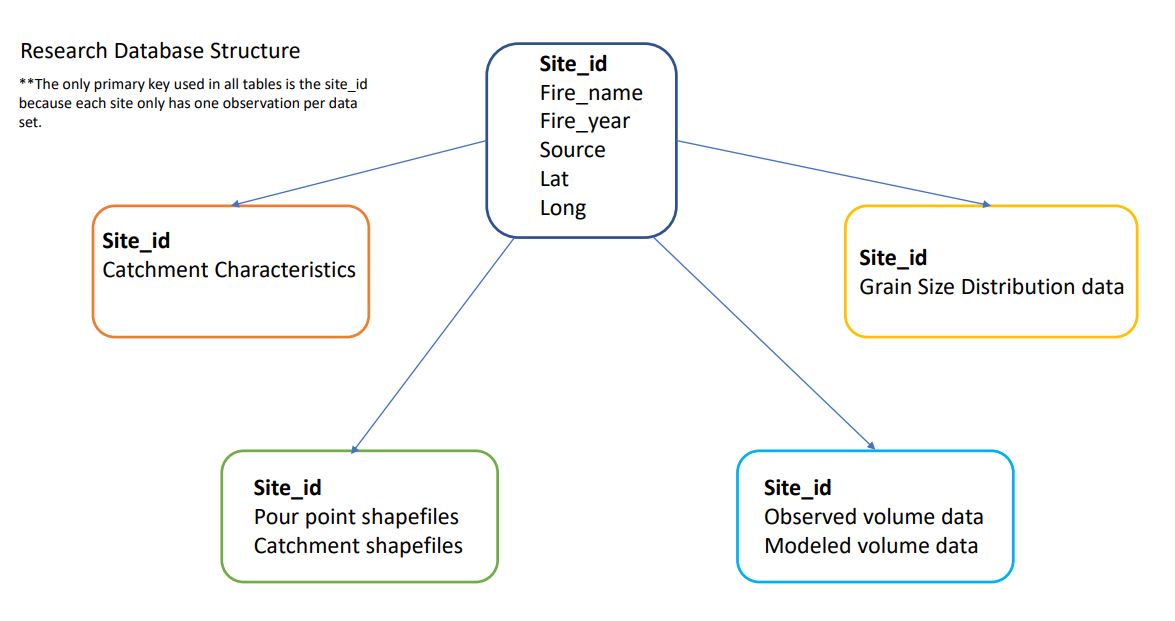 Research Database Structure
**The only primary key used in all tables is the site_id
because each site only has one observation per data
set.
Site_id
Fire_name
Fire_year
Source
Lat
Long
Site_id
Catchment Characteristics
Site_id
Grain Size Distribution data
Site_id
Pour point shapefiles
Catchment shapefiles
Site_id
Observed volume data
Modeled volume data